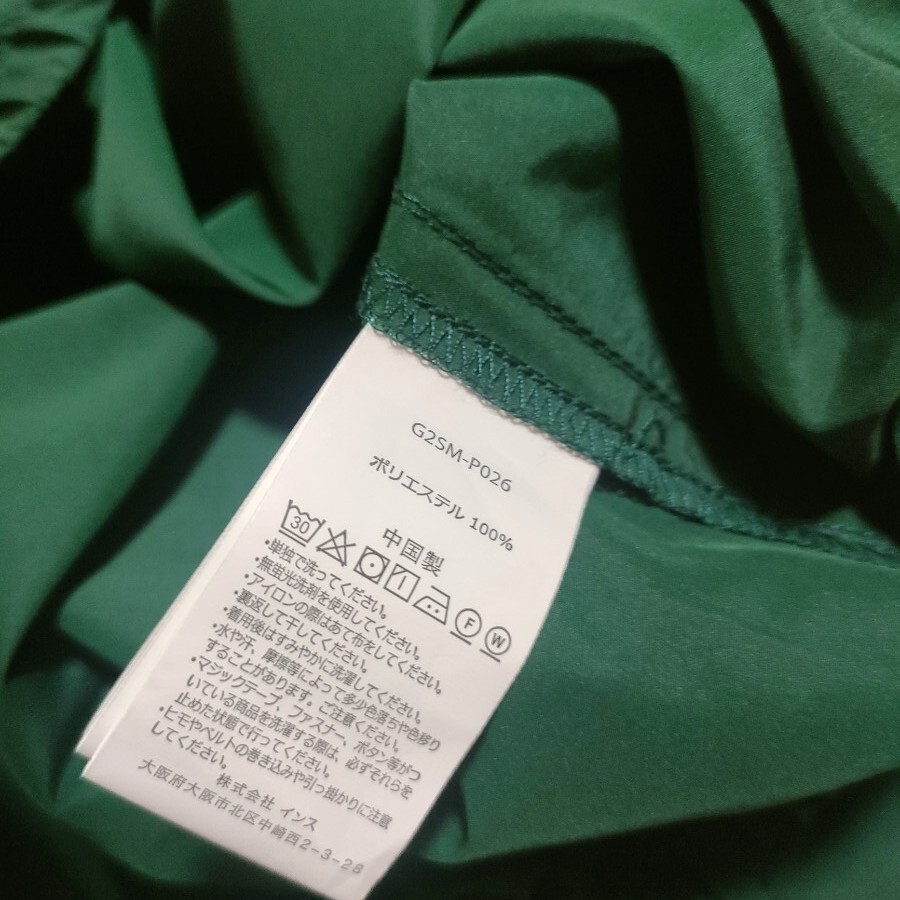 G2SM-P026
ポリエステル 100%
中国製
30
F
W
・単独で洗ってください。
・無蛍光洗剤を使用してください。
・アイロンの際はあて布をしてください。
・裏返して干してください。
・着用後はすみやかに洗濯してください。
・水や汗、摩擦等によって多少色落ちや色移り
することがあります。ご注意ください。
・マジックテープ、ファスナー、ボタン等がつ
いている商品を洗濯する際は、必ずそれらを
止めた状態で行ってください。
・ヒモやベルトの巻き込みや引っ掛かりに注意
してください。
株式会社 インス
大阪府大阪市北区中崎西2-3-28